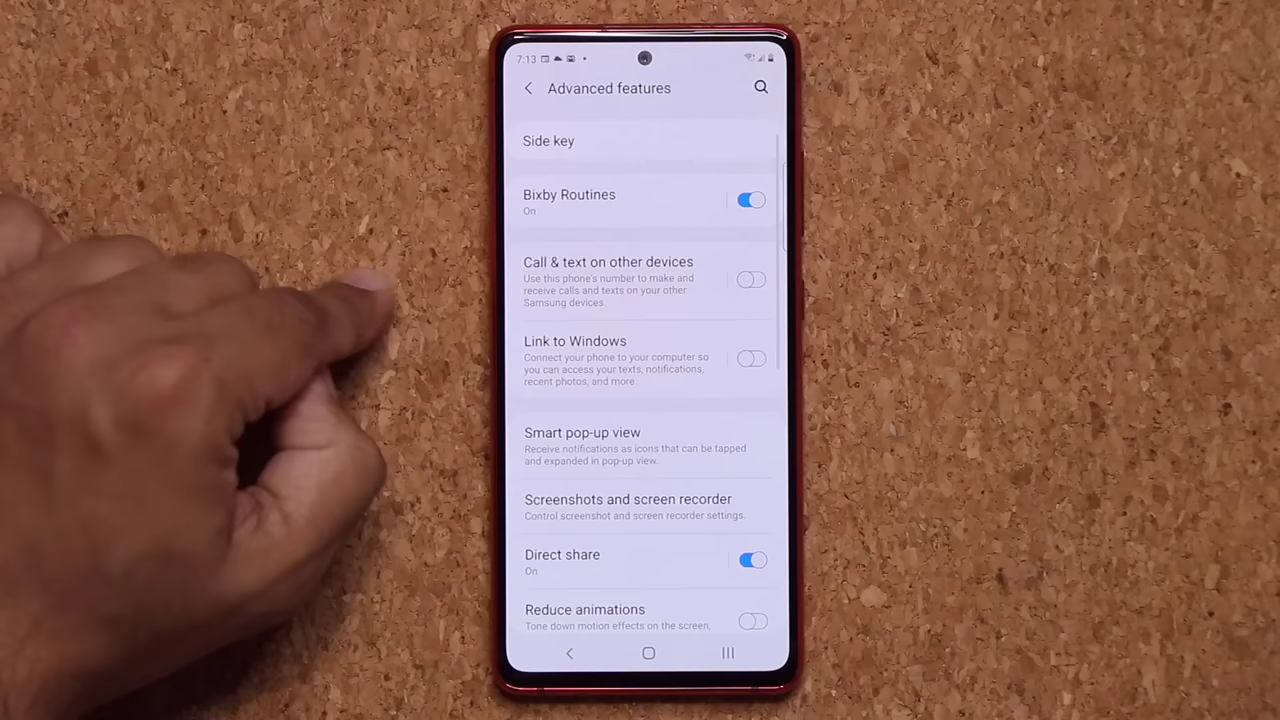 7:13
Advanced features
Side key
Bixby Routines
On
Call & text on other devices
Use this phone's number to make and
receive calls and texts on your other
Samsung devices.
Link to Windows
Connect your phone to your computer so
you can access your texts, notifications,
recent photos, and more.
Smart pop-up view
Receive notifications as icons that can be tapped
and expanded in pop-up view.
Screenshots and screen recorder
Control screenshot and screen recorder settings.
Direct share
On
Reduce animations
Tone down motion effects on the screen,